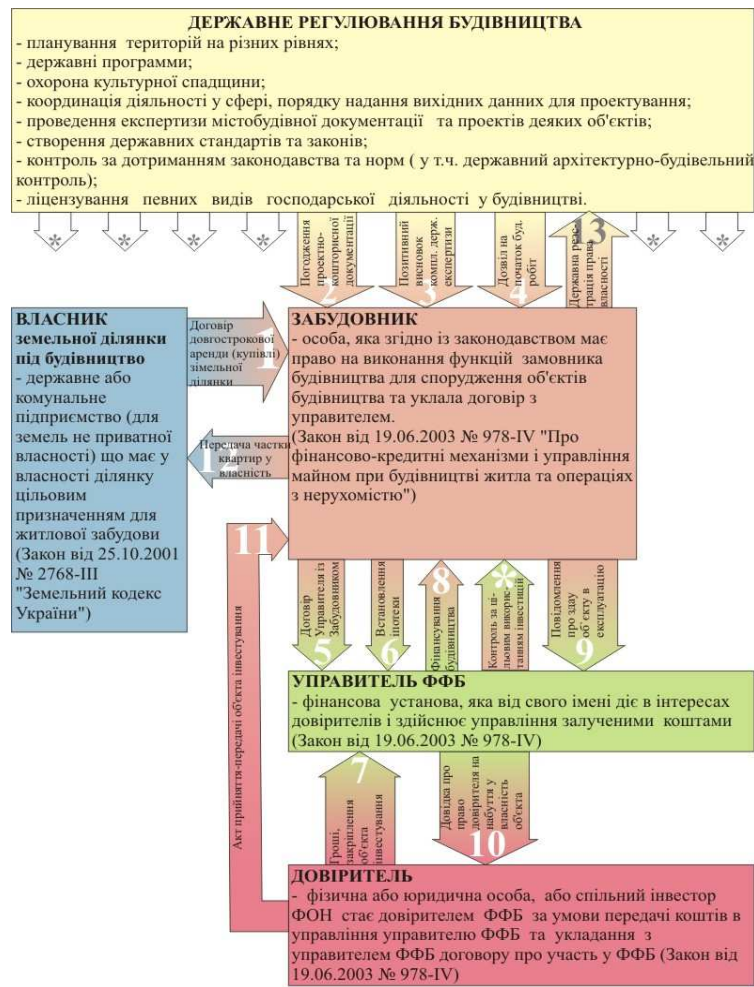 ДЕРЖАВНЕ РЕГУЛЮВАННЯ БУДІВНИЦТВА
- планування територій на різних рівнях;
- державні программи;
- охорона культурної спадщини;
- координація діяльності у сфері, порядку надання вихідних данних для проектування;
- проведення експертизи містобудівної документації та проектів деяких об'єктів;
- створення державних стандартів та законів;
- контроль за дотриманням законодавства та норм ( у т.ч. державний архітектурно-будівельний
контроль);
- ліцензування певних видів господарської діяльності у будівництві.
*
*
*
*
Погодження
проектно-
кошторисної
документації
2
Позитивний
висновок
компл. держ.
експертизи
3
Дозвіл на
початок буд.
робіт
4
13
Державна реєс-
трація права
власності
*
*
ВЛАСНИК
земельної ділянки
під будівництво
- державне або
комунальне
підприємство (для
земель не приватної
власності) що має у
власності ділянку
цільовим
призначенням для
житлової забудови
(Закон від 25.10.2001
№ 2768-III
"Земельний кодекс
України")
Договір
довгострокової
аренди (купівлі)
зімельної
ділянки
1
Передача частки
квартир у
власність
12
ЗАБУДОВНИК
- особа, яка згідно із законодавством має
право на виконання функцій замовника
будівництва для спорудження об'єктів
будівництва та уклала договір з
управителем.
(Закон від 19.06.2003 № 978-IV "Про
фінансово-кредитні механізми і управління
майном при будівництві житла та операціях
з нерухомістю")
11
Акт прийняття-передачі об'єкта інвестування
Договір
Управителя із
Забудовником
5
Встановлення
іпотеки
6
8
Фінансування
будівництва
*
Контроль за ці-
льовим викорис-
танням інвестицій
Повідомлення
про здачу
об`єкту в
експлуатацію
9
УПРАВИТЕЛЬ ФФБ
- фінансова установа, яка від свого імені діє в інтересах
довірителів і здійснює управління залученими коштами
(Закон від 19.06.2003 № 978-IV)
7
Гроші,
закріплення
об'єкта
інвестування
Довідка про
право
довірителя на
набуття у
власність
об'єкта
10
ДОВІРИТЕЛЬ
- фізична або юридична особа, або спільний інвестор
ФОН стає довірителем ФФБ за умови передачі коштів в
управління управителю ФФБ та укладання з
управителем ФФБ договору про участь у ФФБ (Закон від
19.06.2003 № 978-IV)